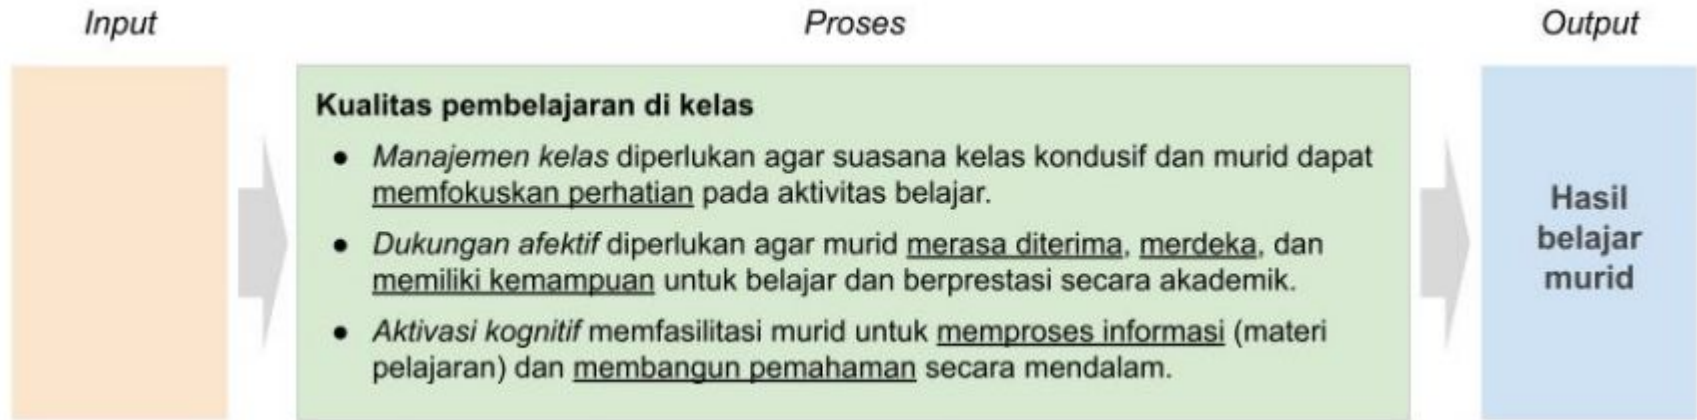 Input
Proses
Output
Kualitas pembelajaran di kelas
● Manajemen kelas diperlukan agar suasana kelas kondusif dan murid dapat
memfokuskan perhatian pada aktivitas belajar.
● Dukungan afektif diperlukan agar murid merasa diterima, merdeka, dan
memiliki kemampuan untuk belajar dan berprestasi secara akademik.
● Aktivasi kognitif memfasilitasi murid untuk memproses informasi (materi
pelajaran) dan membangun pemahaman secara mendalam.
Hasil
belajar
murid